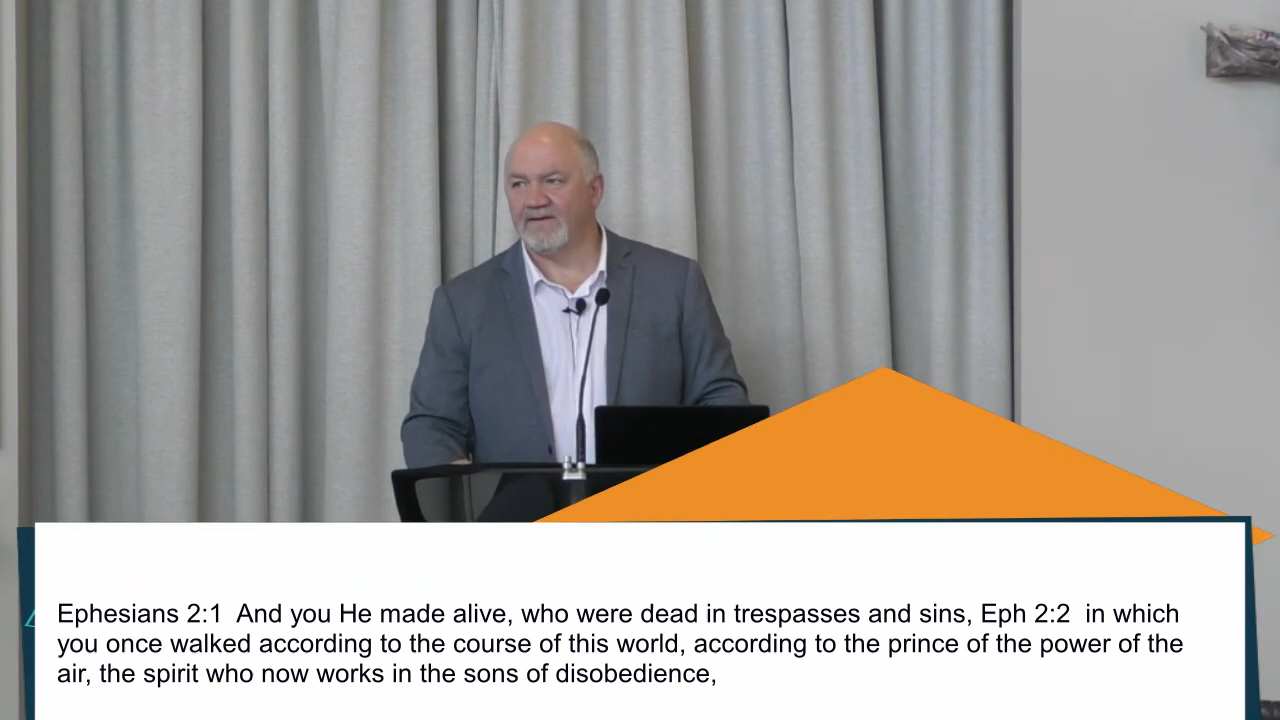 Ephesians 2:1  And you He made alive, who were dead in trespasses and sins, Eph 2:2  in which
you once walked according to the course of this world, according to the prince of the power of the
air, the spirit who now works in the sons of disobedience,